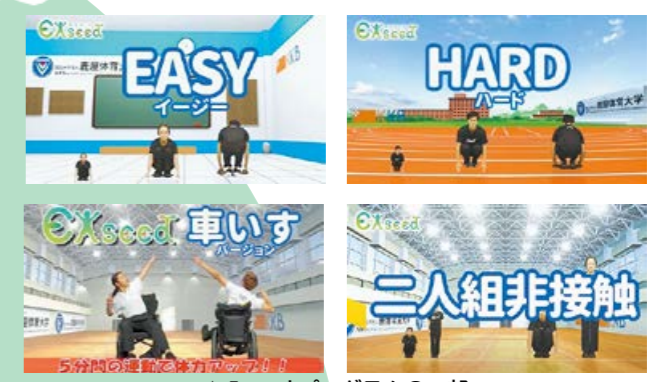 EXseed
EASY
イージー
鹿屋体育大
EXseed
HARD
ハード
鹿屋体育大学
EXseed 車いす
バージョン
5分間の運動で体力アップ!!
EXseed
二人組非接触